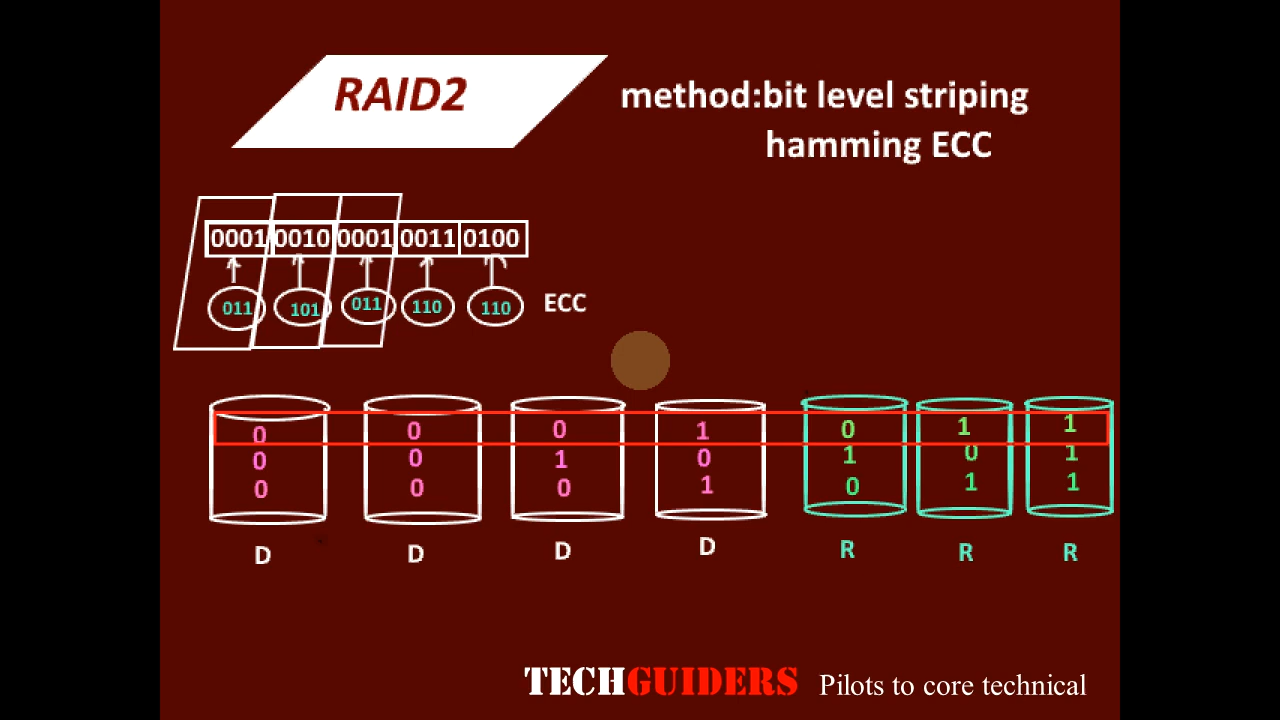 RAID2
method:bit level striping
hamming ECC
0001 0010 0001 0011 0100
011 101 011 110 110 ECC
0 0 0 1 0 1 1
0 0 1 0 1 0 1
0 0 0 1 0 1 1
D D D D R R R
TECHGUIDERS Pilots to core technical